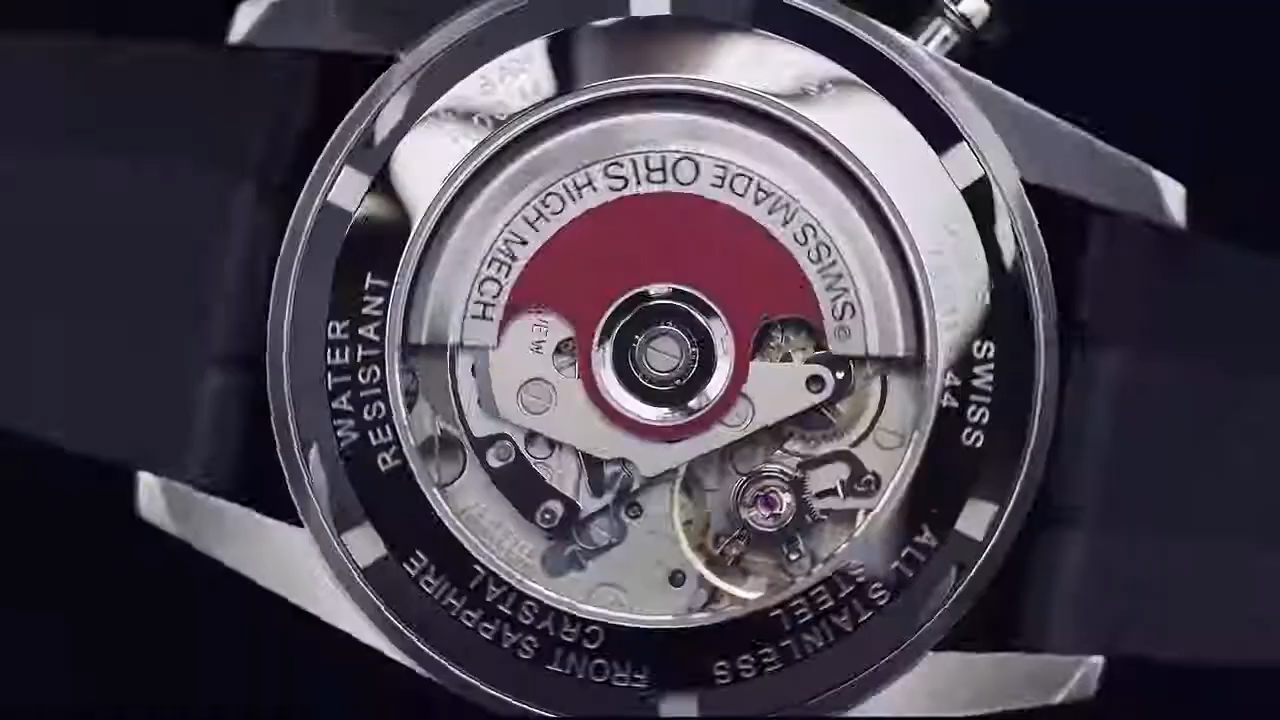 HIGH MECH
ORIS
SWISS MADE
WATER
RESISTANT
FRONT SAPPHIRE
CRYSTAL
ALL STAINLESS
STEEL
SWISS
44